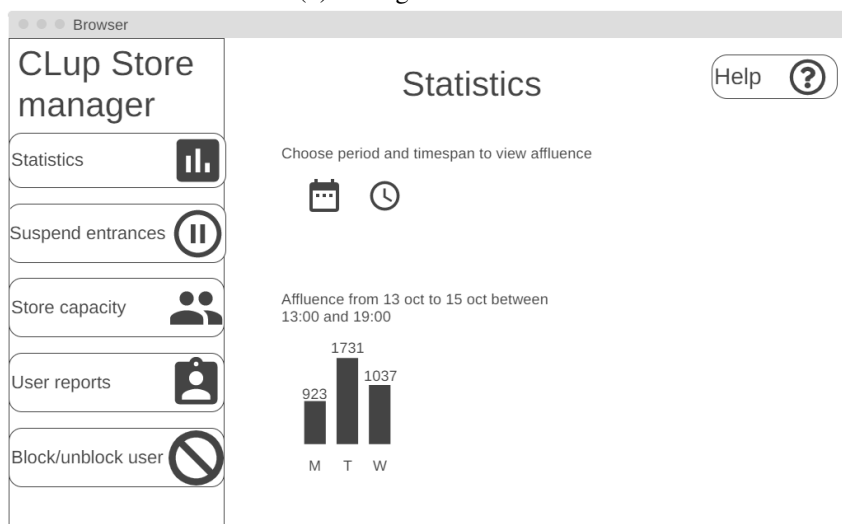 Browser
CLup Store
manager
Statistics
Help
Statistics
Choose period and timespan to view affluence
Suspend entrances
Store capacity
Affluence from 13 oct to 15 oct between
13:00 and 19:00
1731
1037
923
User reports
Block/unblock user
M T W